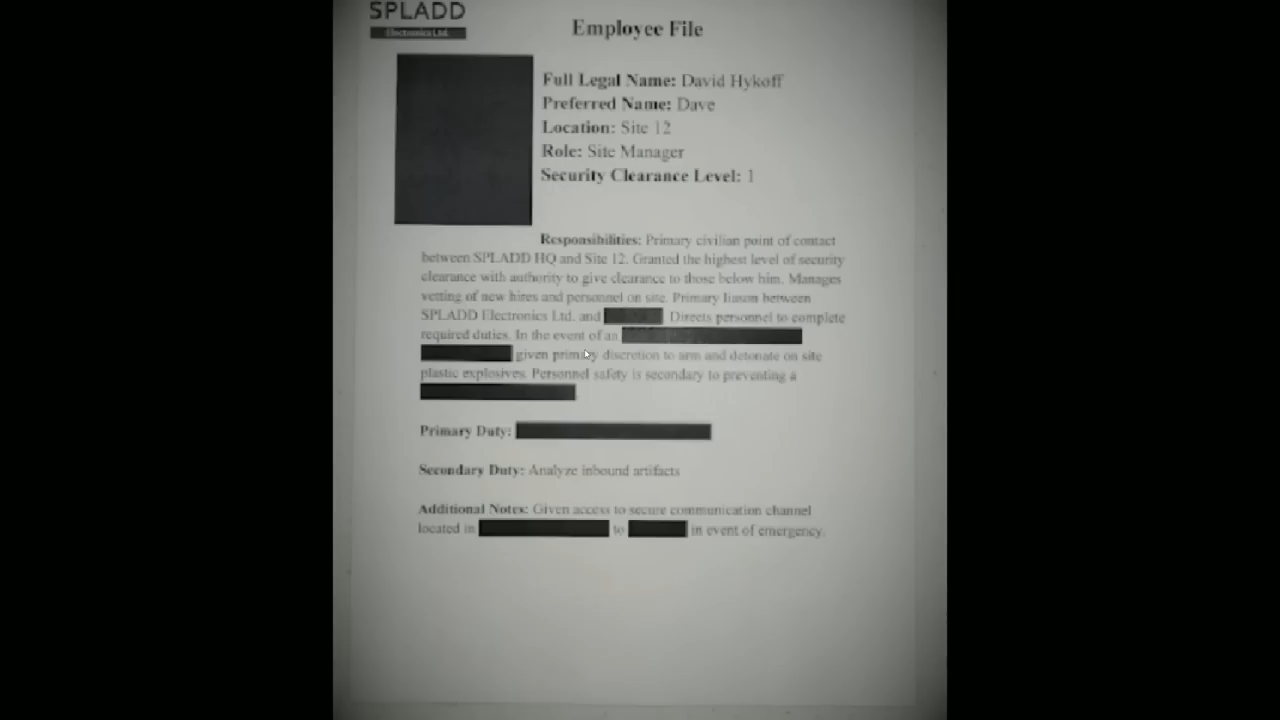 SPLADD
Electronics Ltd.
Employee File
Full Legal Name: David Hykoff
Preferred Name: Dave
Location: Site 12
Role: Site Manager
Security Clearance Level: 1
Responsibilities: Primary civilian point of contact
between SPLADD HQ and Site 12. Granted the highest level of security
clearance with authority to give clearance to those below him. Manages
vetting of new hires and personnel on site. Primary liason between
SPLADD Electronics Ltd. and . Directs personnel to complete
required duties. In the event of an
given primary discretion to arm and detonate on site
plastic explosives. Personnel safety is secondary to preventing a
Primary Duty:
Secondary Duty: Analyze inbound artifacts
Additional Notes: Given access to secure communication channel
located in to in event of emergency.